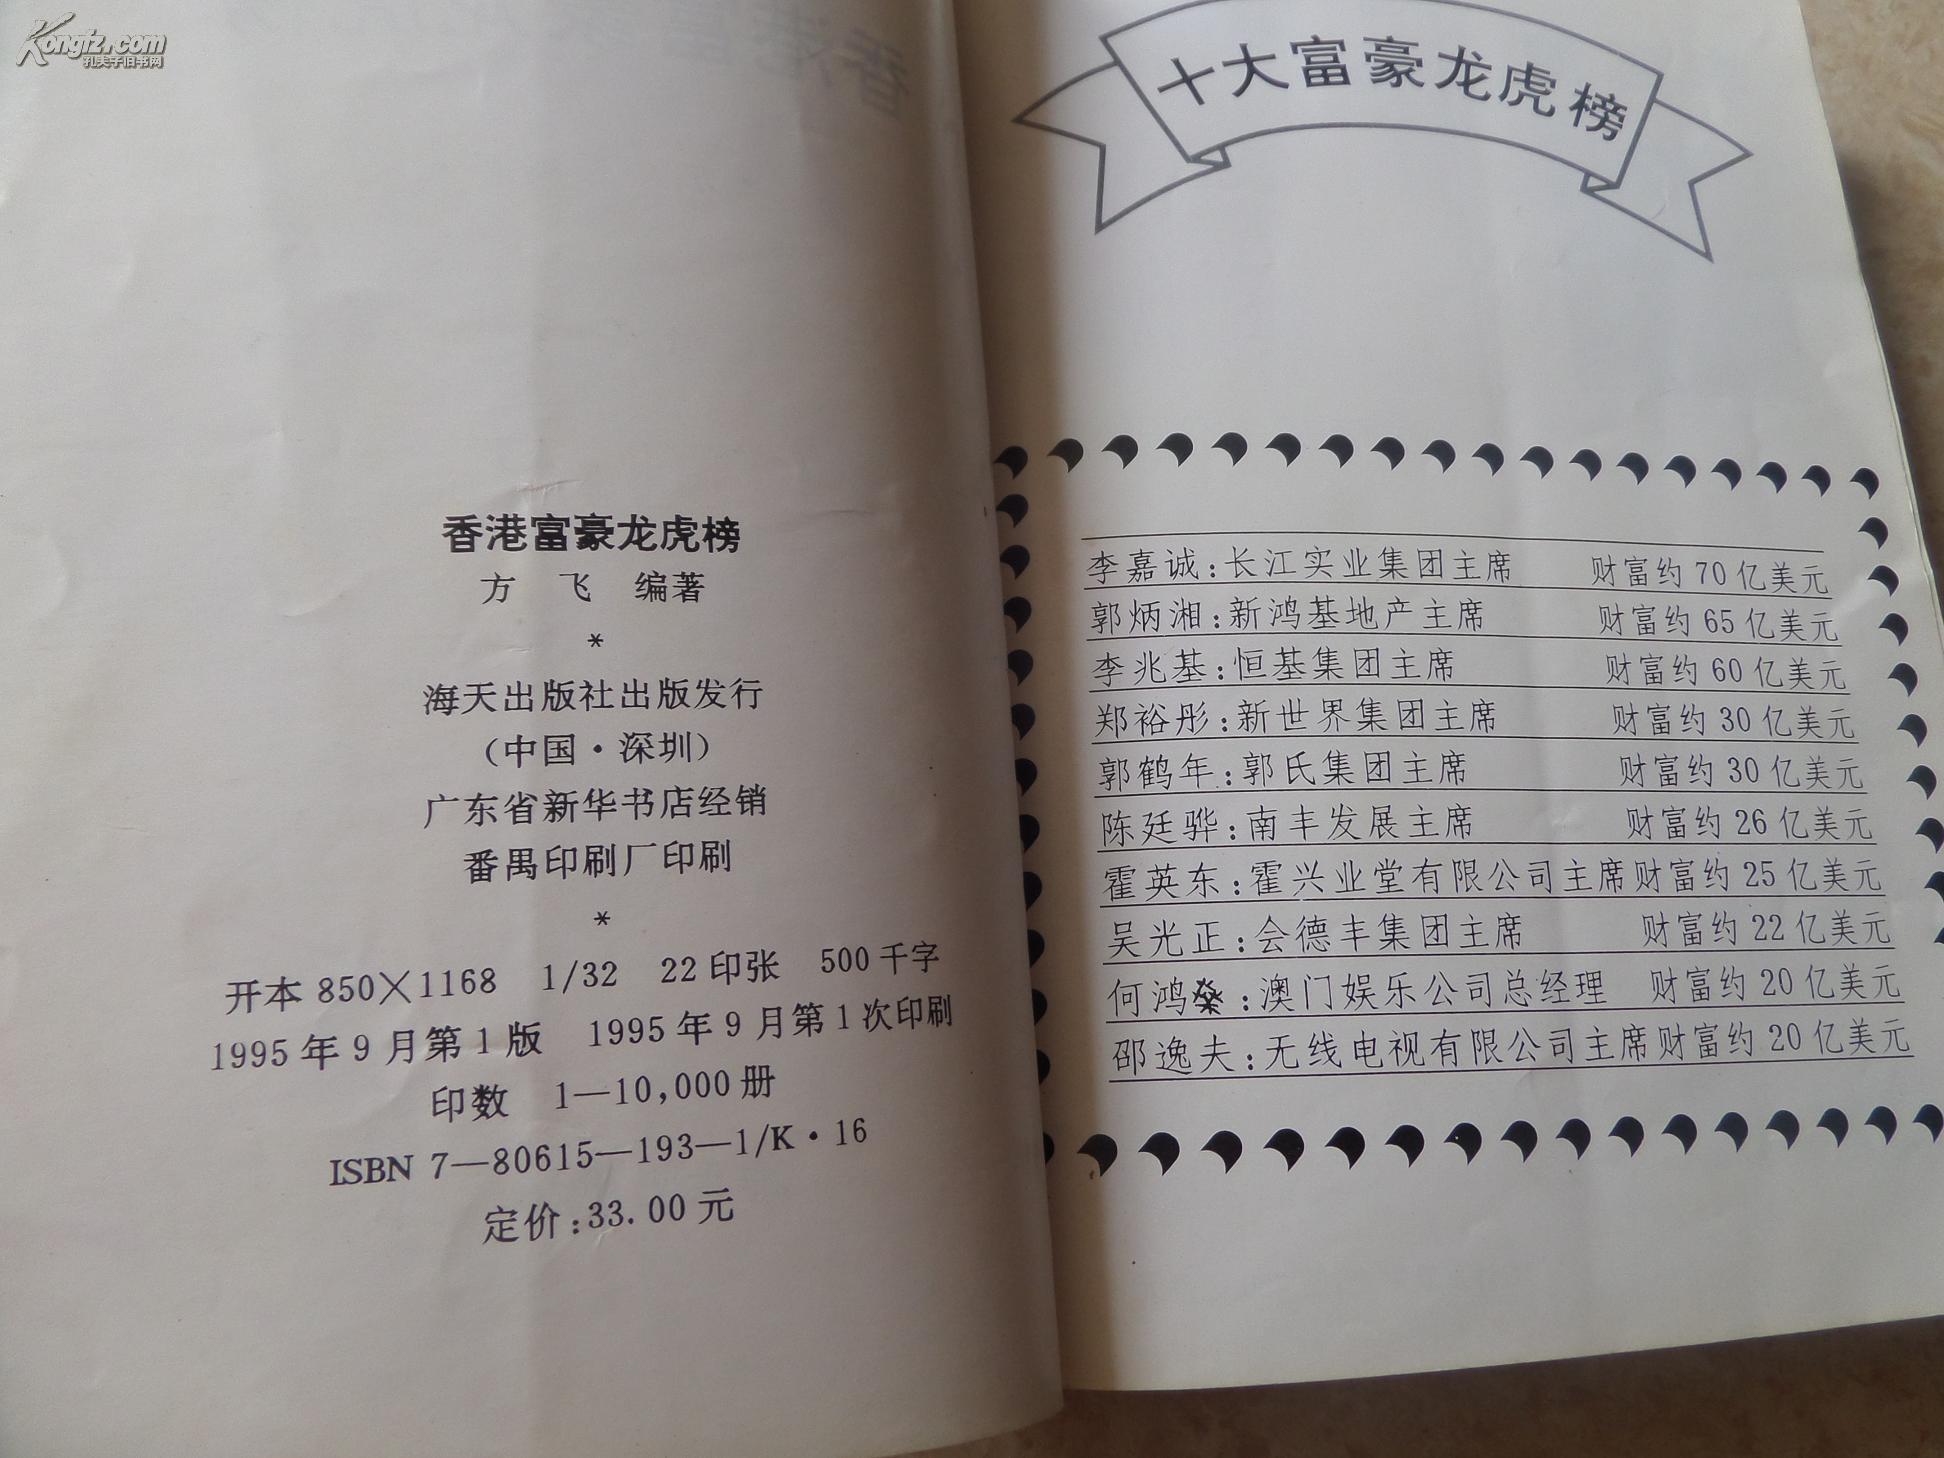 Kongfz.com
孔夫子旧书网
香港富豪龙虎榜
方 飞 编著
*
海天出版社出版发行
(中国·深圳)
广东省新华书店经销
番禺印刷厂印刷
*
开本 850×1168 1/32 22印张 500千字
1995年9月第1版 1995年9月第1次印刷
印数 1—10,000册
ISBN 7—80615—193—1/K·16
定价:33.00元
十大富豪龙虎榜
李嘉诚:长江实业集团主席 财富约70亿美元
郭炳湘:新鸿基地产主席 财富约65亿美元
李兆基:恒基集团主席 财富约60亿美元
郑裕彤:新世界集团主席 财富约30亿美元
郭鹤年:郭氏集团主席 财富约30亿美元
陈廷骅:南丰发展主席 财富约26亿美元
霍英东:霍兴业堂有限公司主席 财富约25亿美元
吴光正:会德丰集团主席 财富约22亿美元
何鸿燊:澳门娱乐公司总经理 财富约20亿美元
邵逸夫:无线电视有限公司主席 财富约20亿美元